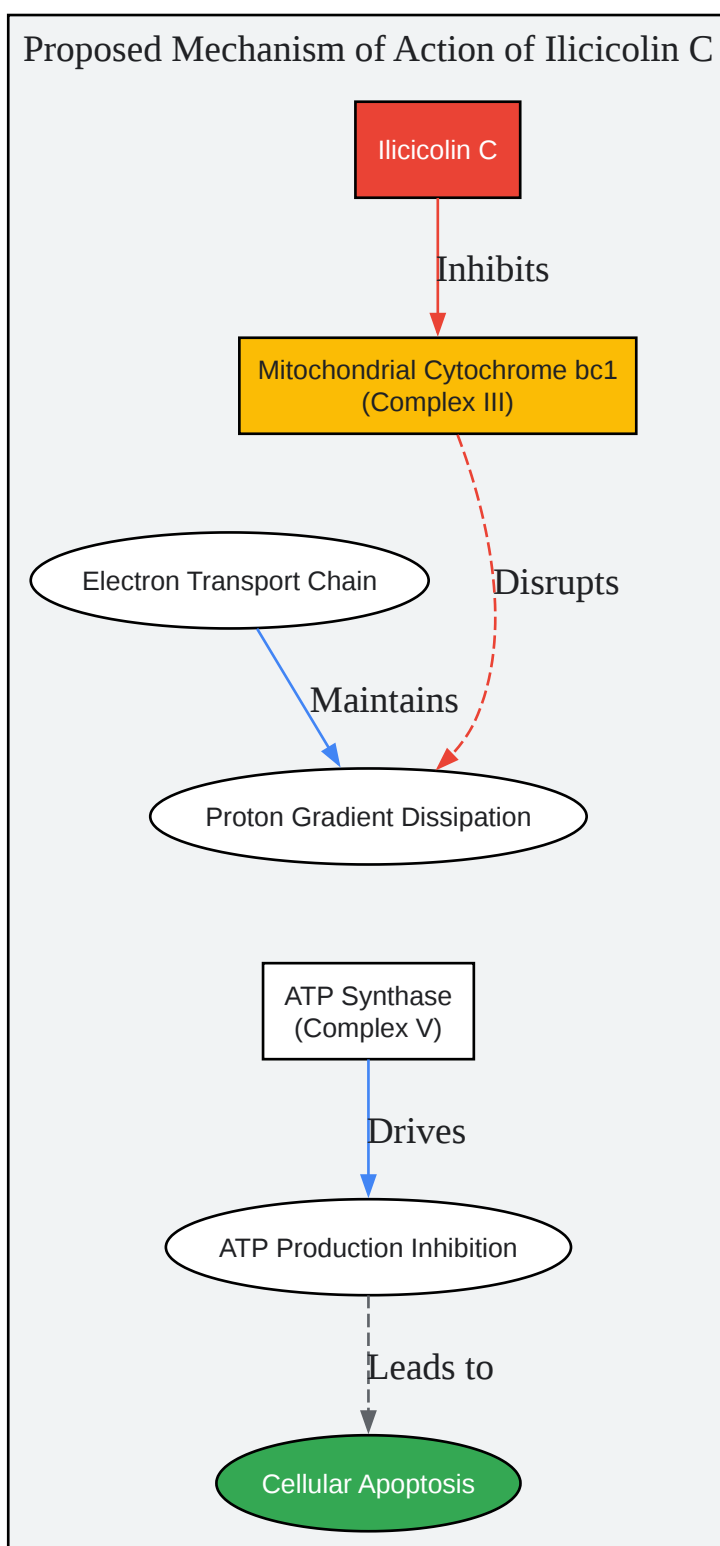 Proposed Mechanism of Action of Ilicicolin C
Ilicicolin C
Inhibits
Mitochondrial Cytochrome bc1
(Complex III)
Electron Transport Chain
Disrupts
Maintains
Proton Gradient Dissipation
ATP Synthase
(Complex V)
Drives
ATP Production Inhibition
Leads to
Cellular Apoptosis